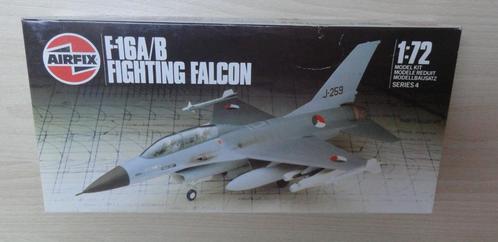 AIRFIX
F-16A/B
FIGHTING FALCON
1:72
MODEL KIT
MODELE REDUIT
MODELLBAUSATZ
SERIES 4
J-259